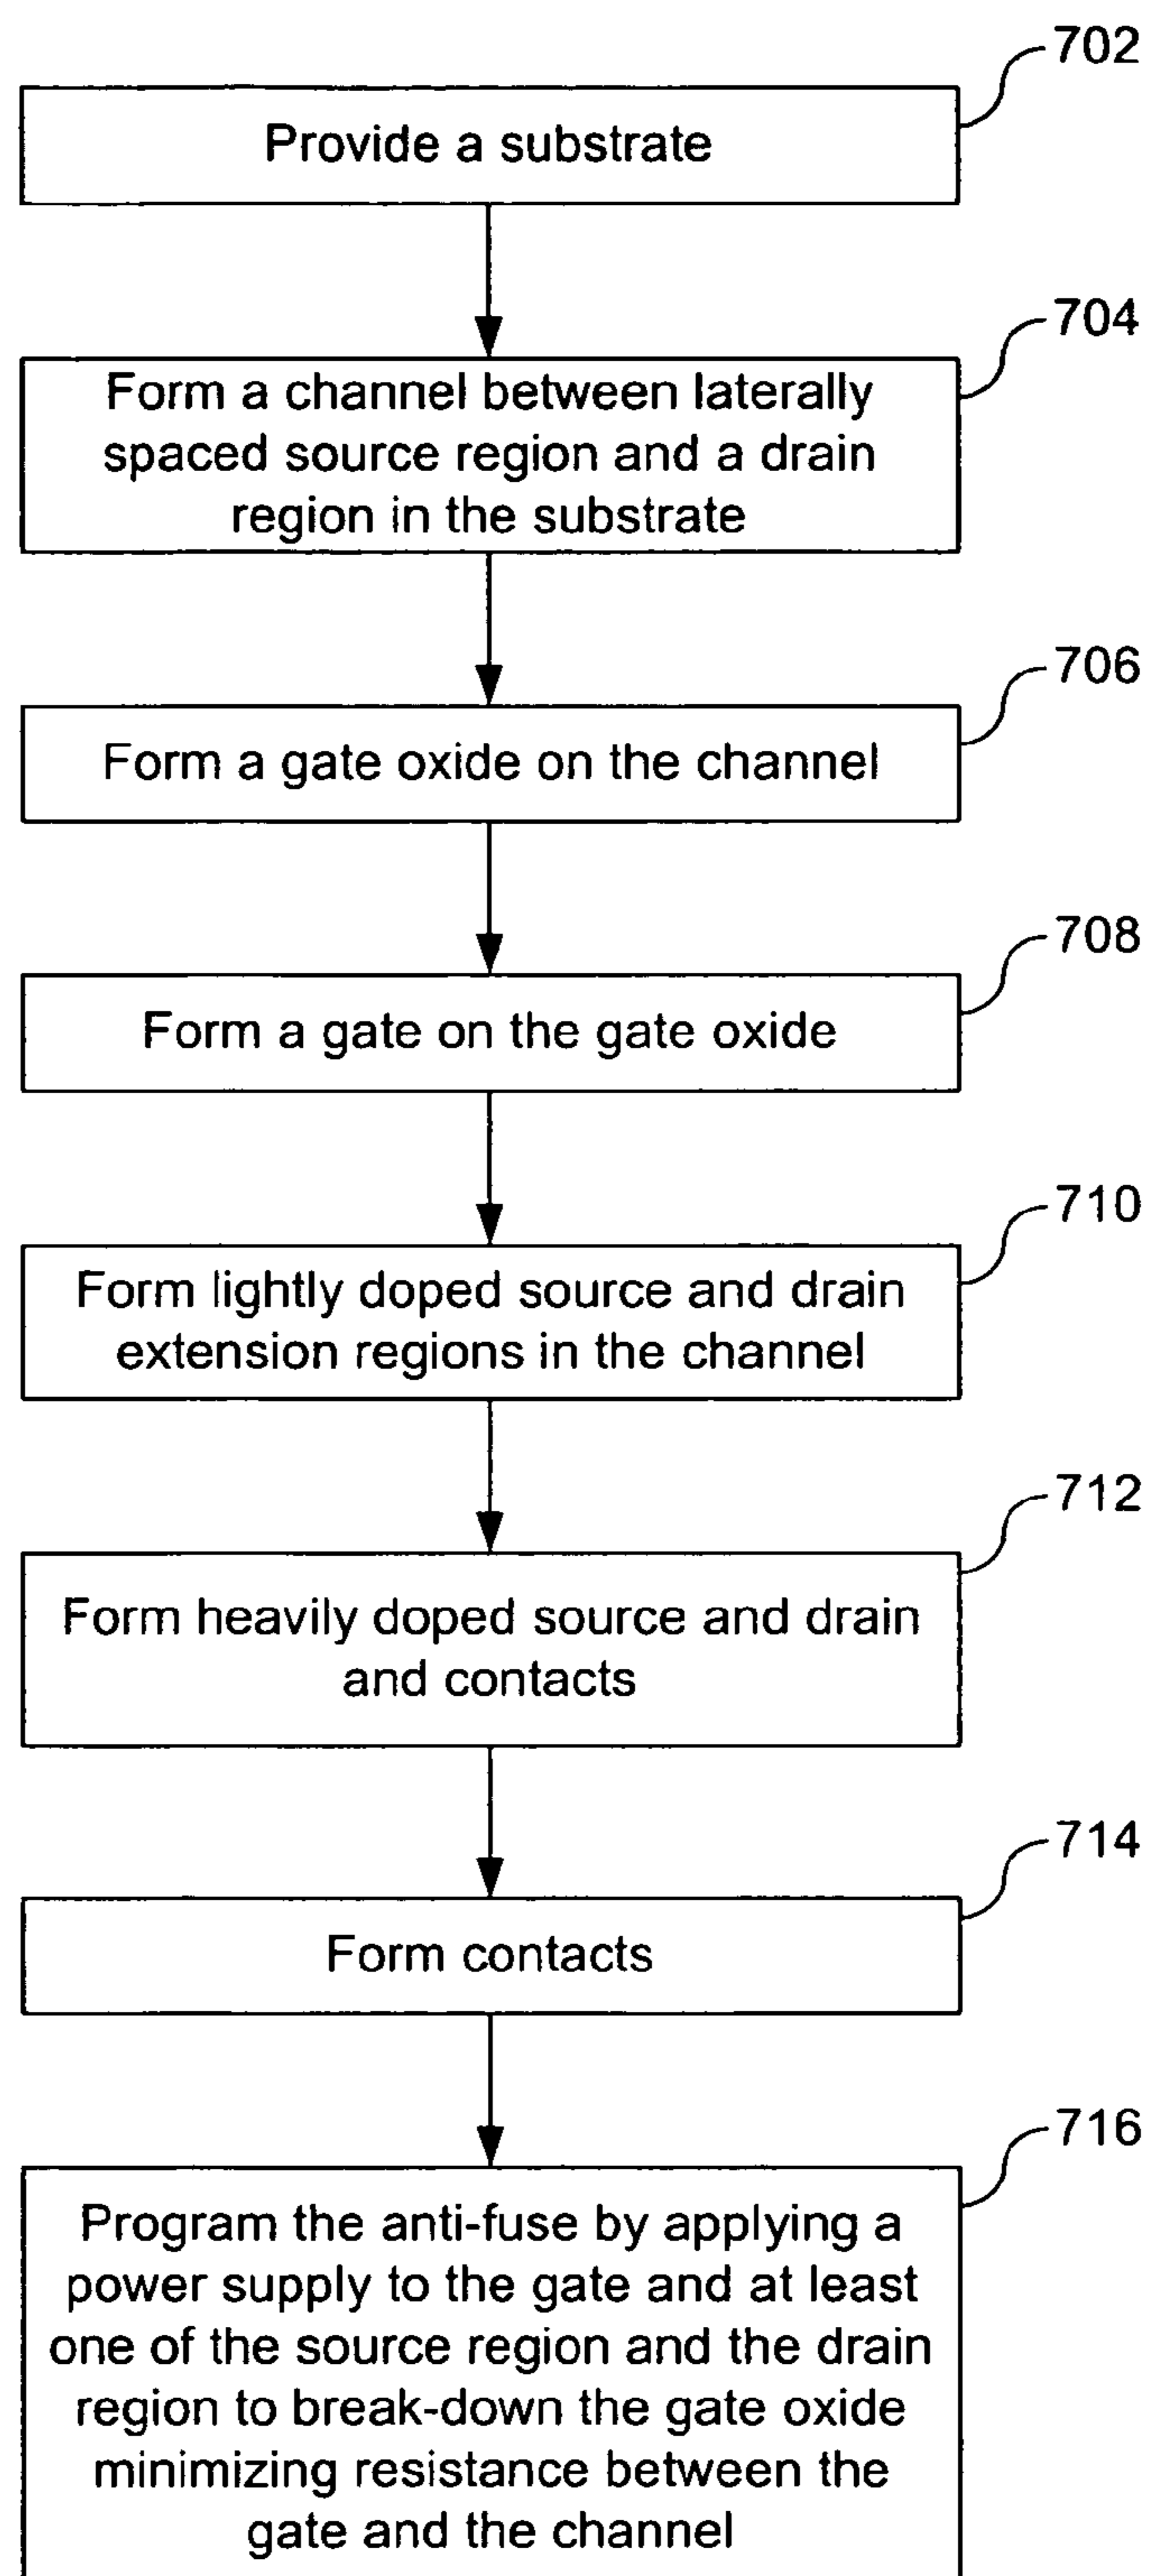 702
Provide a substrate
704
Form a channel between laterally
spaced source region and a drain
region in the substrate
706
Form a gate oxide on the channel
708
Form a gate on the gate oxide
710
Form lightly doped source and drain
extension regions in the channel
712
Form heavily doped source and drain
and contacts
714
Form contacts
716
Program the anti-fuse by applying a
power supply to the gate and at least
one of the source region and the drain
region to break-down the gate oxide
minimizing resistance between the
gate and the channel